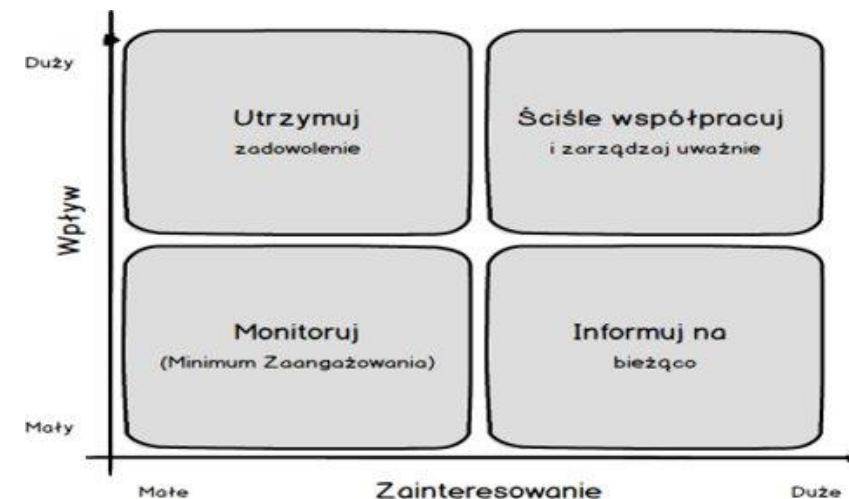 Duży
Utrzymuj
zadowolenie
Ściśle współpracuj
i zarządzaj uważnie
Wpływ
Monitoruj
(Minimum Zaangażowania)
Informuj na
bieżąco
Mały
Małe
Zainteresowanie
Duże